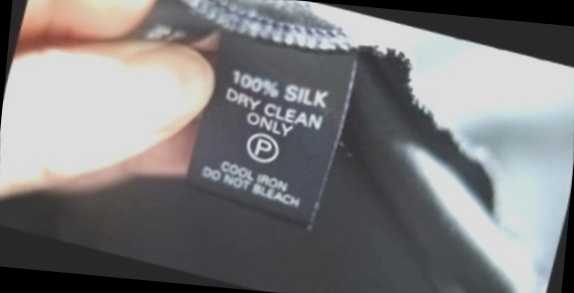 100% SILK
DRY CLEAN
ONLY
P
COOL IRON
DO NOT BLEACH